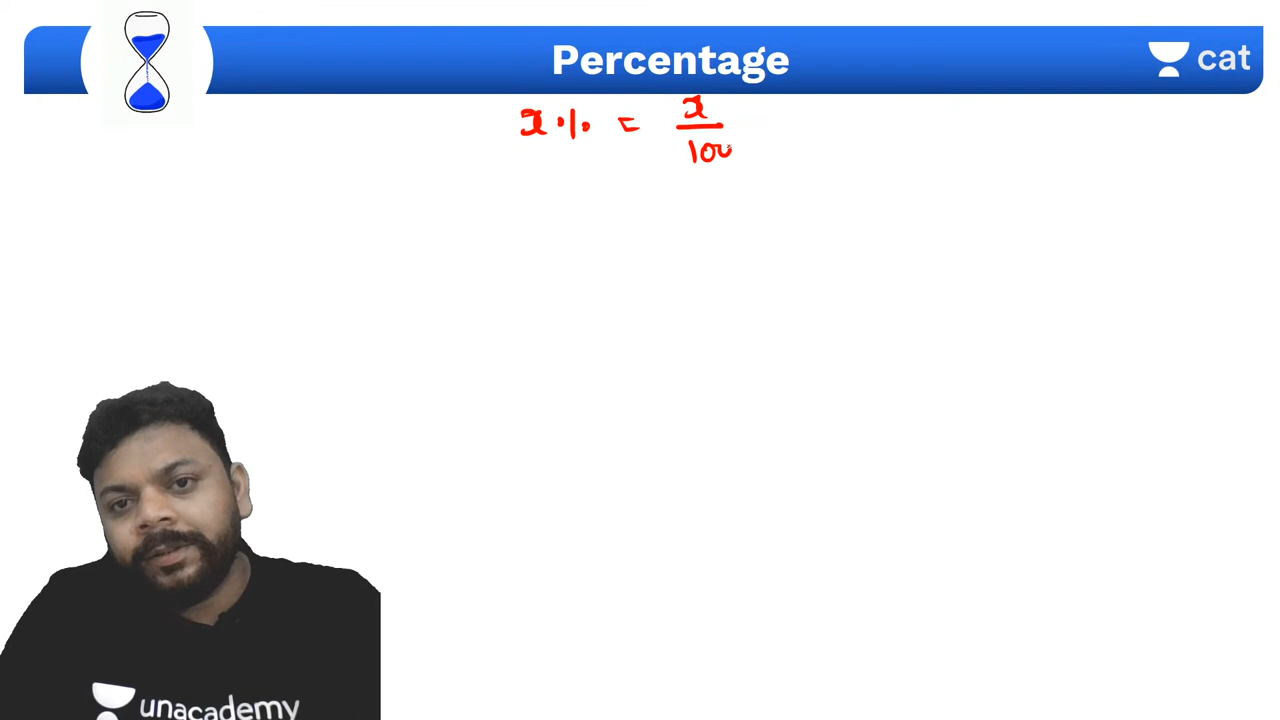 Percentage
cat
x% = x/100
unacademy